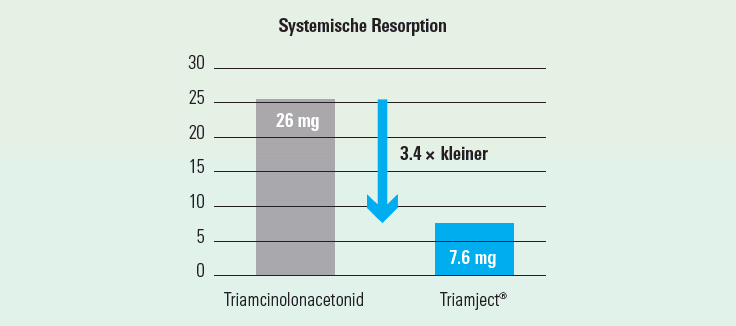 Systemische Resorption
30
25
20
15
10
5
0
26 mg
3.4 × kleiner
7.6 mg
Triamcinolonacetonid
Triamject®